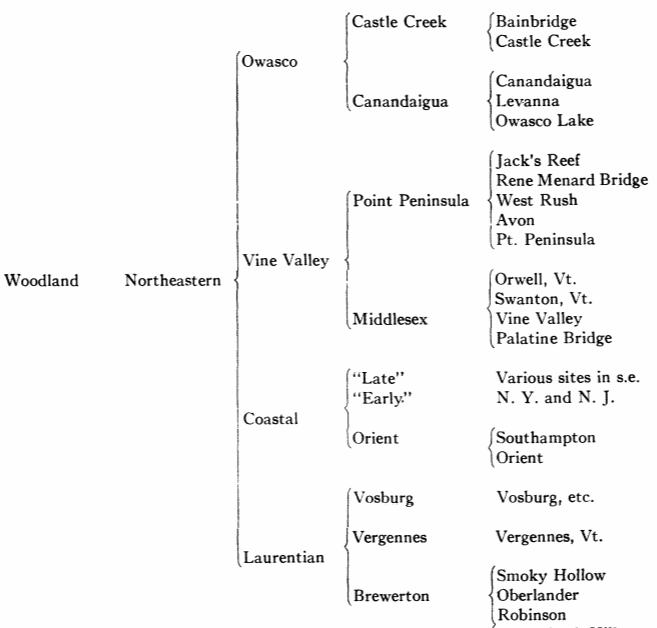 Castle Creek Bainbridge
Castle Creek
Owasco
Canandaigua
Canandaigua Levanna
Owasco Lake
Jack's Reef
Rene Menard Bridge
Point Peninsula West Rush
Avon
Pt. Peninsula
Vine Valley
Woodland Northeastern Orwell, Vt.
Swanton, Vt.
Middlesex Vine Valley
Palatine Bridge
"Late" Various sites in s.e.
"Early." N. Y. and N. J.
Coastal
Orient Southampton
Orient
Vosburg Vosburg, etc.
Vergennes Vergennes, Vt.
Laurentian
Smoky Hollow
Brewerton Oberlander
Robinson